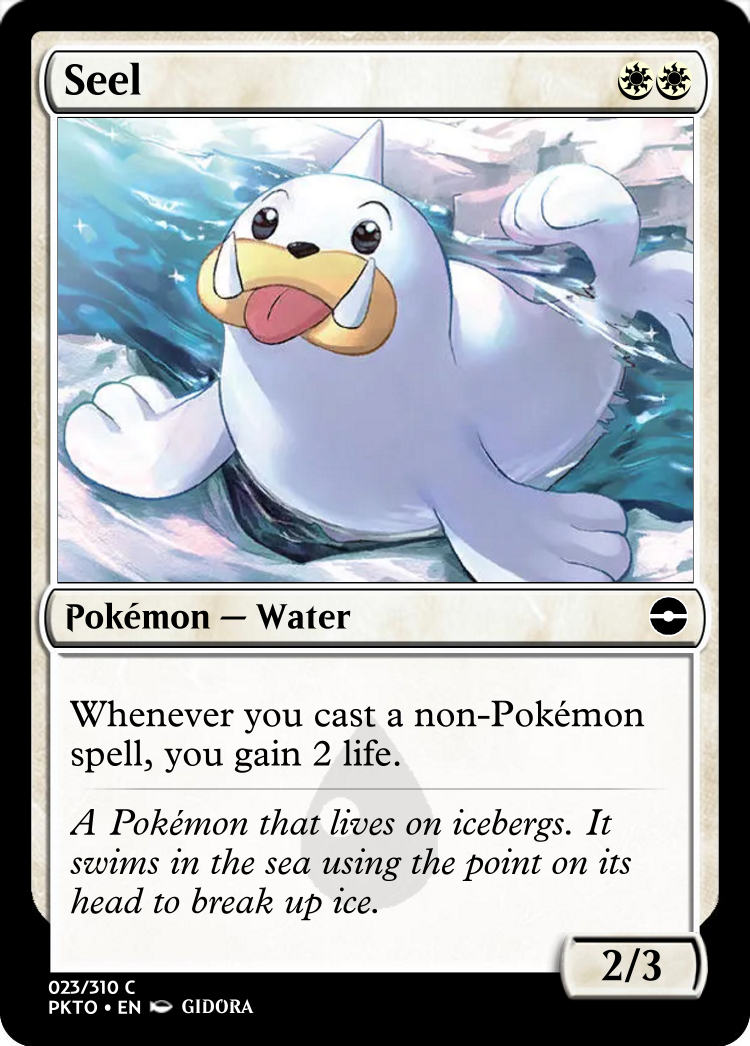 Seel
Pokémon — Water
Whenever you cast a non-Pokémon
spell, you gain 2 life.
A Pokémon that lives on icebergs. It
swims in the sea using the point on its
head to break up ice.
2/3
023/310 C
PKTO • EN GIDORA